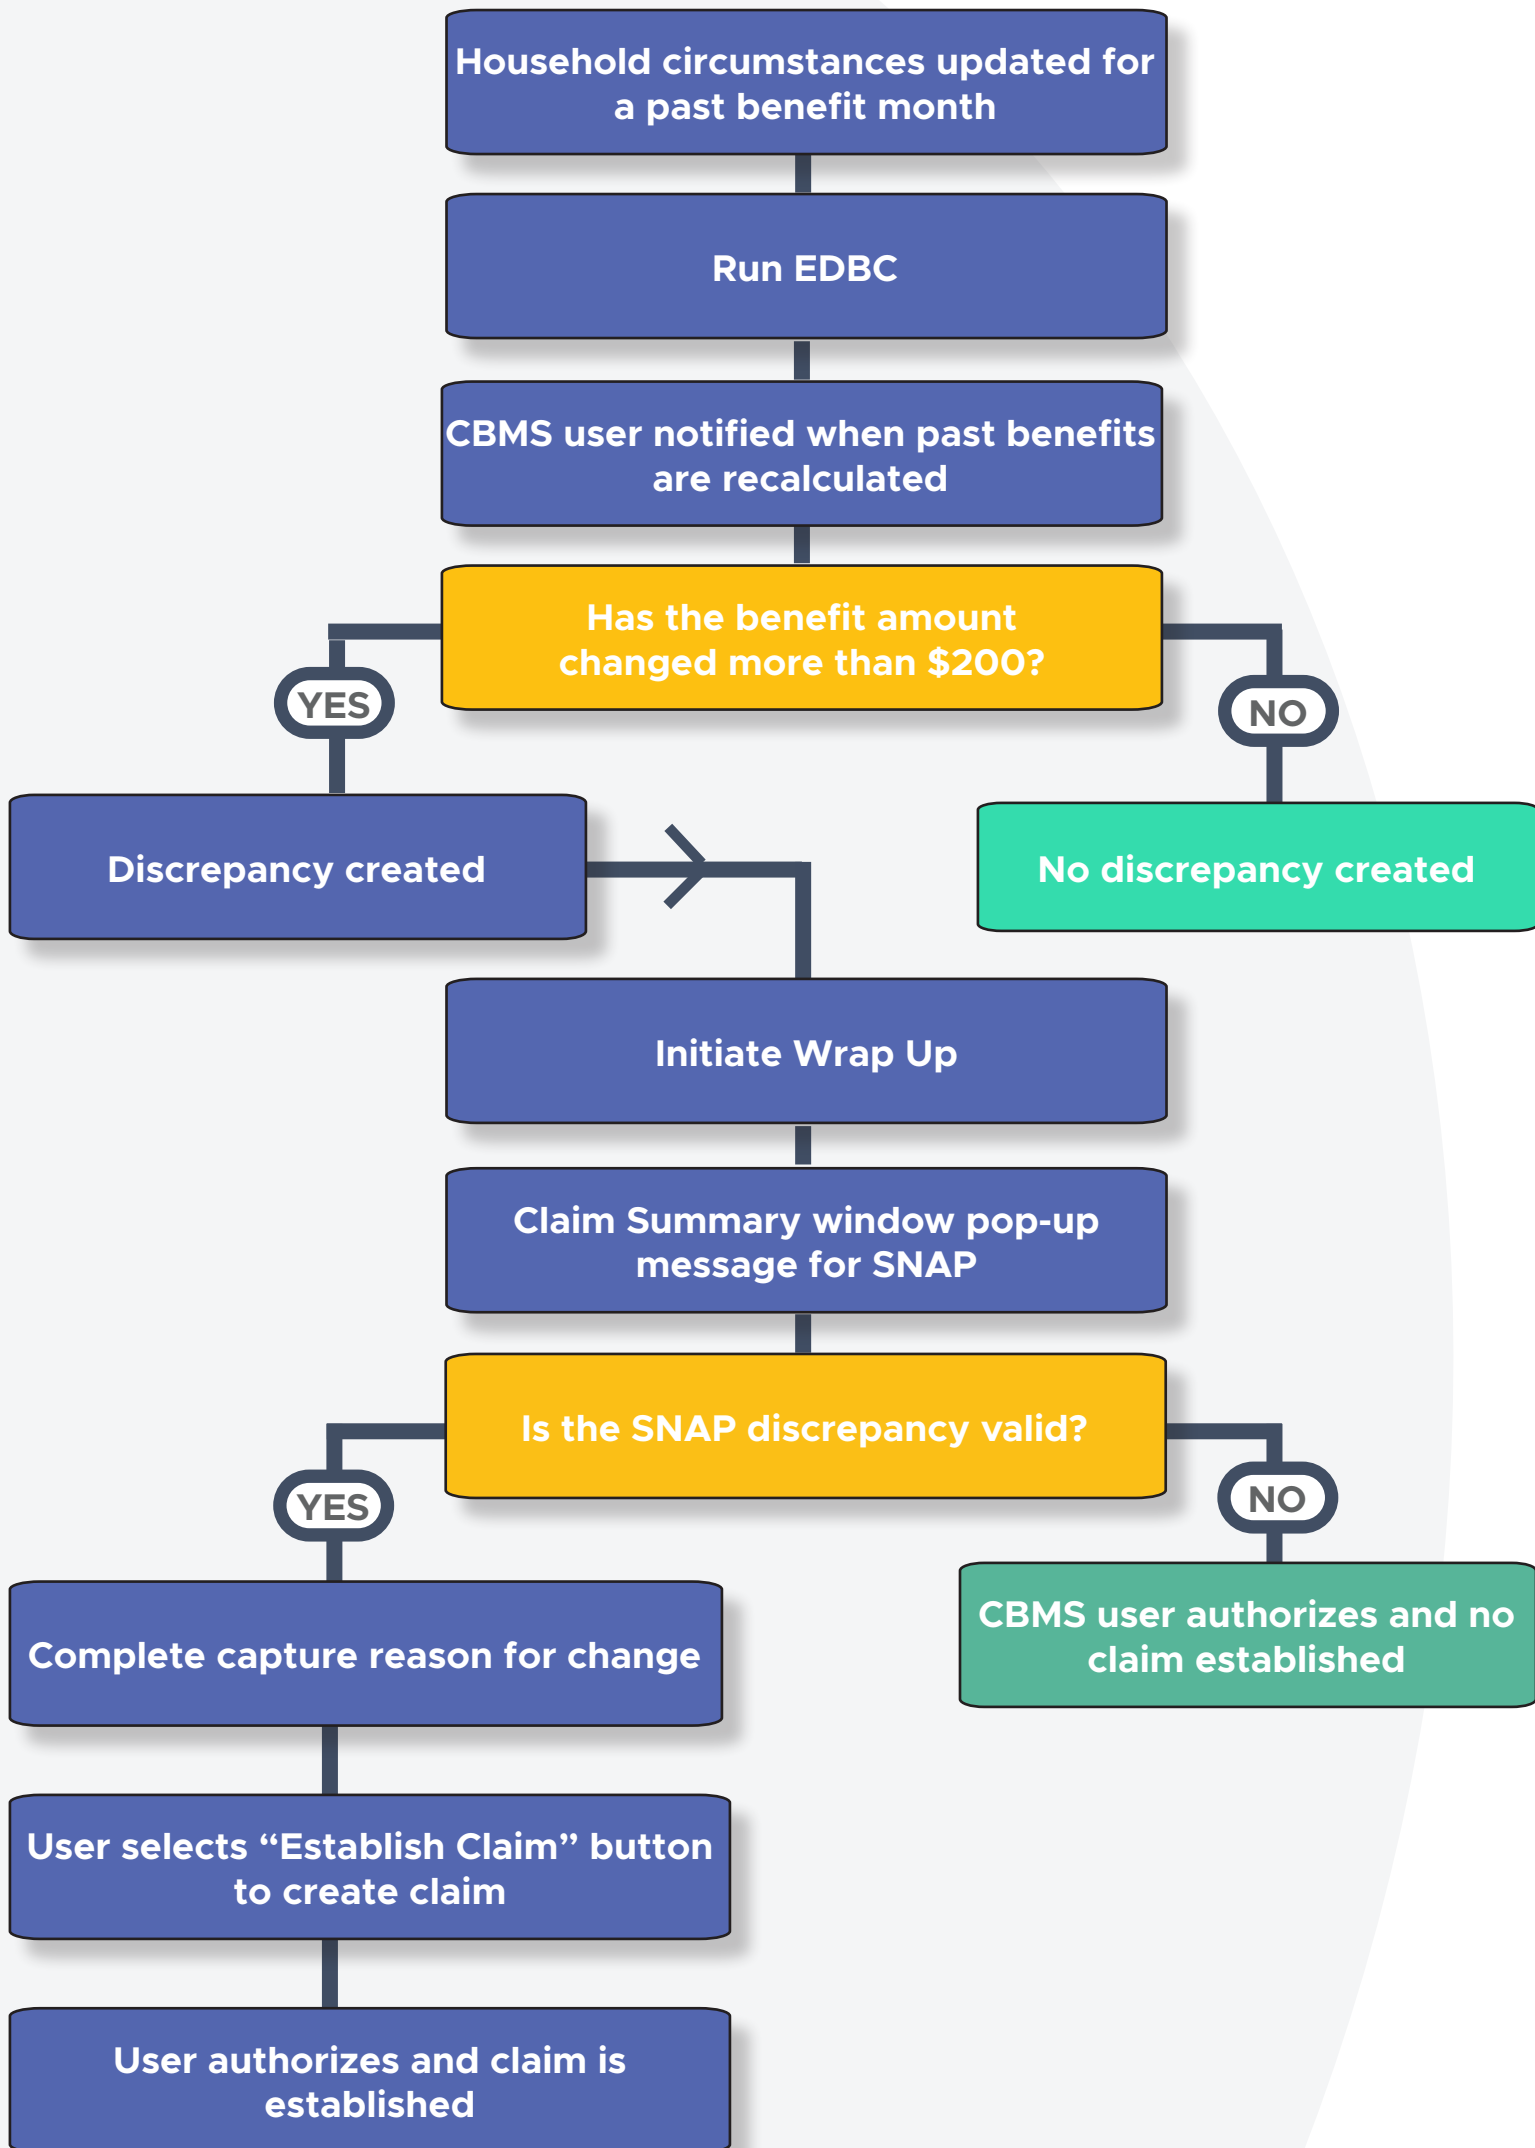 Household circumstances updated for
a past benefit month
Run EDBC
CBMS user notified when past benefits
are recalculated
Has the benefit amount
changed more than $200?
YES
NO
Discrepancy created
No discrepancy created
Initiate Wrap Up
Claim Summary window pop-up
message for SNAP
Is the SNAP discrepancy valid?
YES
NO
Complete capture reason for change
CBMS user authorizes and no
claim established
User selects “Establish Claim” button
to create claim
User authorizes and claim is
established